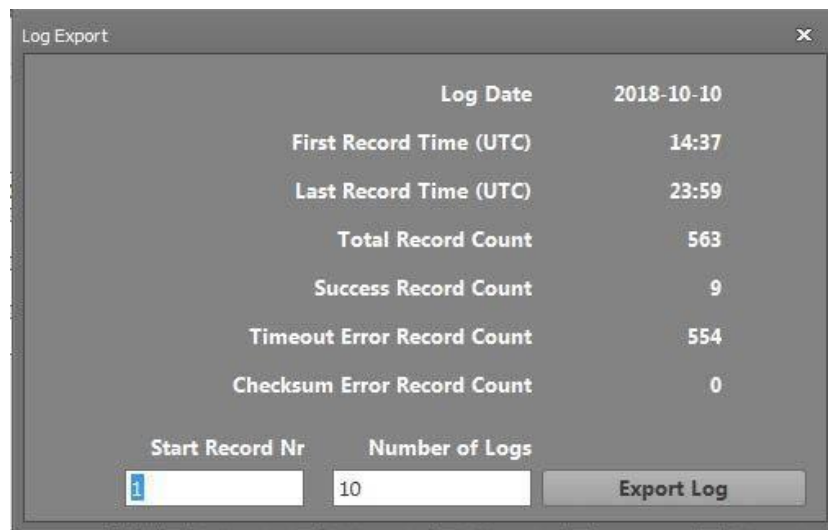 Log Export
Log Date 2018-10-10
First Record Time (UTC) 14:37
Last Record Time (UTC) 23:59
Total Record Count 563
Success Record Count 9
Timeout Error Record Count 554
Checksum Error Record Count 0
Start Record Nr Number of Logs
1 10 Export Log